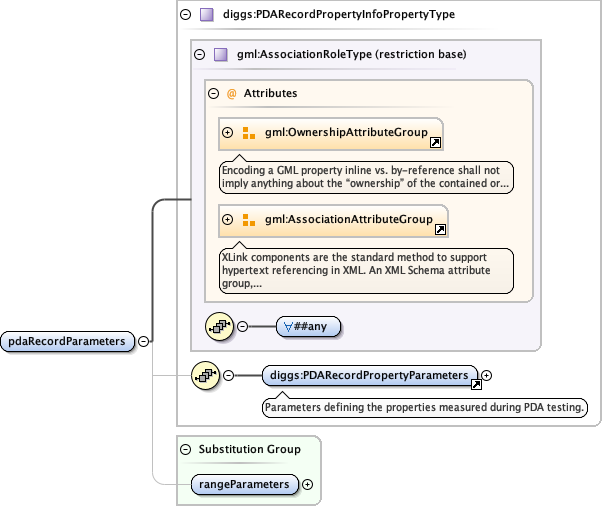 diggs:PDARecordPropertyInfoPropertyType
gml:AssociationRoleType (restriction base)
@ Attributes
gml:OwnershipAttributeGroup
Encoding a GML property inline vs. by-reference shall not
imply anything about the “ownership” of the contained or...
gml:AssociationAttributeGroup
XLink components are the standard method to support
hypertext referencing in XML. An XML Schema attribute
group,...
∀##any
pdaRecordParameters
diggs:PDARecordPropertyParameters
Parameters defining the properties measured during PDA testing.
Substitution Group
rangeParameters